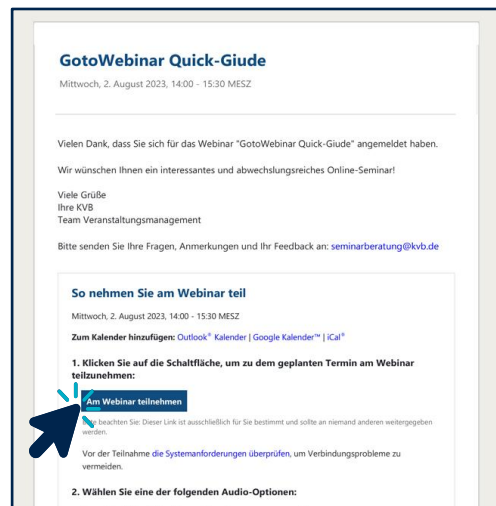 GotoWebinar Quick-Giude
Mittwoch, 2. August 2023, 14:00 - 15:30 MESZ
Vielen Dank, dass Sie sich für das Webinar "GotoWebinar Quick-Giude" angemeldet haben.
Wir wünschen Ihnen ein interessantes und abwechslungsreiches Online-Seminar!
Viele Grüße
Ihre KVB
Team Veranstaltungsmanagement
Bitte senden Sie Ihre Fragen, Anmerkungen und Ihr Feedback an: seminarberatung@kvb.de
So nehmen Sie am Webinar teil
Mittwoch, 2. August 2023, 14:00 - 15:30 MESZ
Zum Kalender hinzufügen: Outlook® Kalender | Google Kalender™ | iCal®
1. Klicken Sie auf die Schaltfläche, um zu dem geplanten Termin am Webinar
teilzunehmen:
Am Webinar teilnehmen
beachten Sie: Dieser Link ist ausschließlich für Sie bestimmt und sollte an niemand anderen weitergegeben
werden.
Vor der Teilnahme die Systemanforderungen überprüfen, um Verbindungsprobleme zu
vermeiden.
2. Wählen Sie eine der folgenden Audio-Optionen: